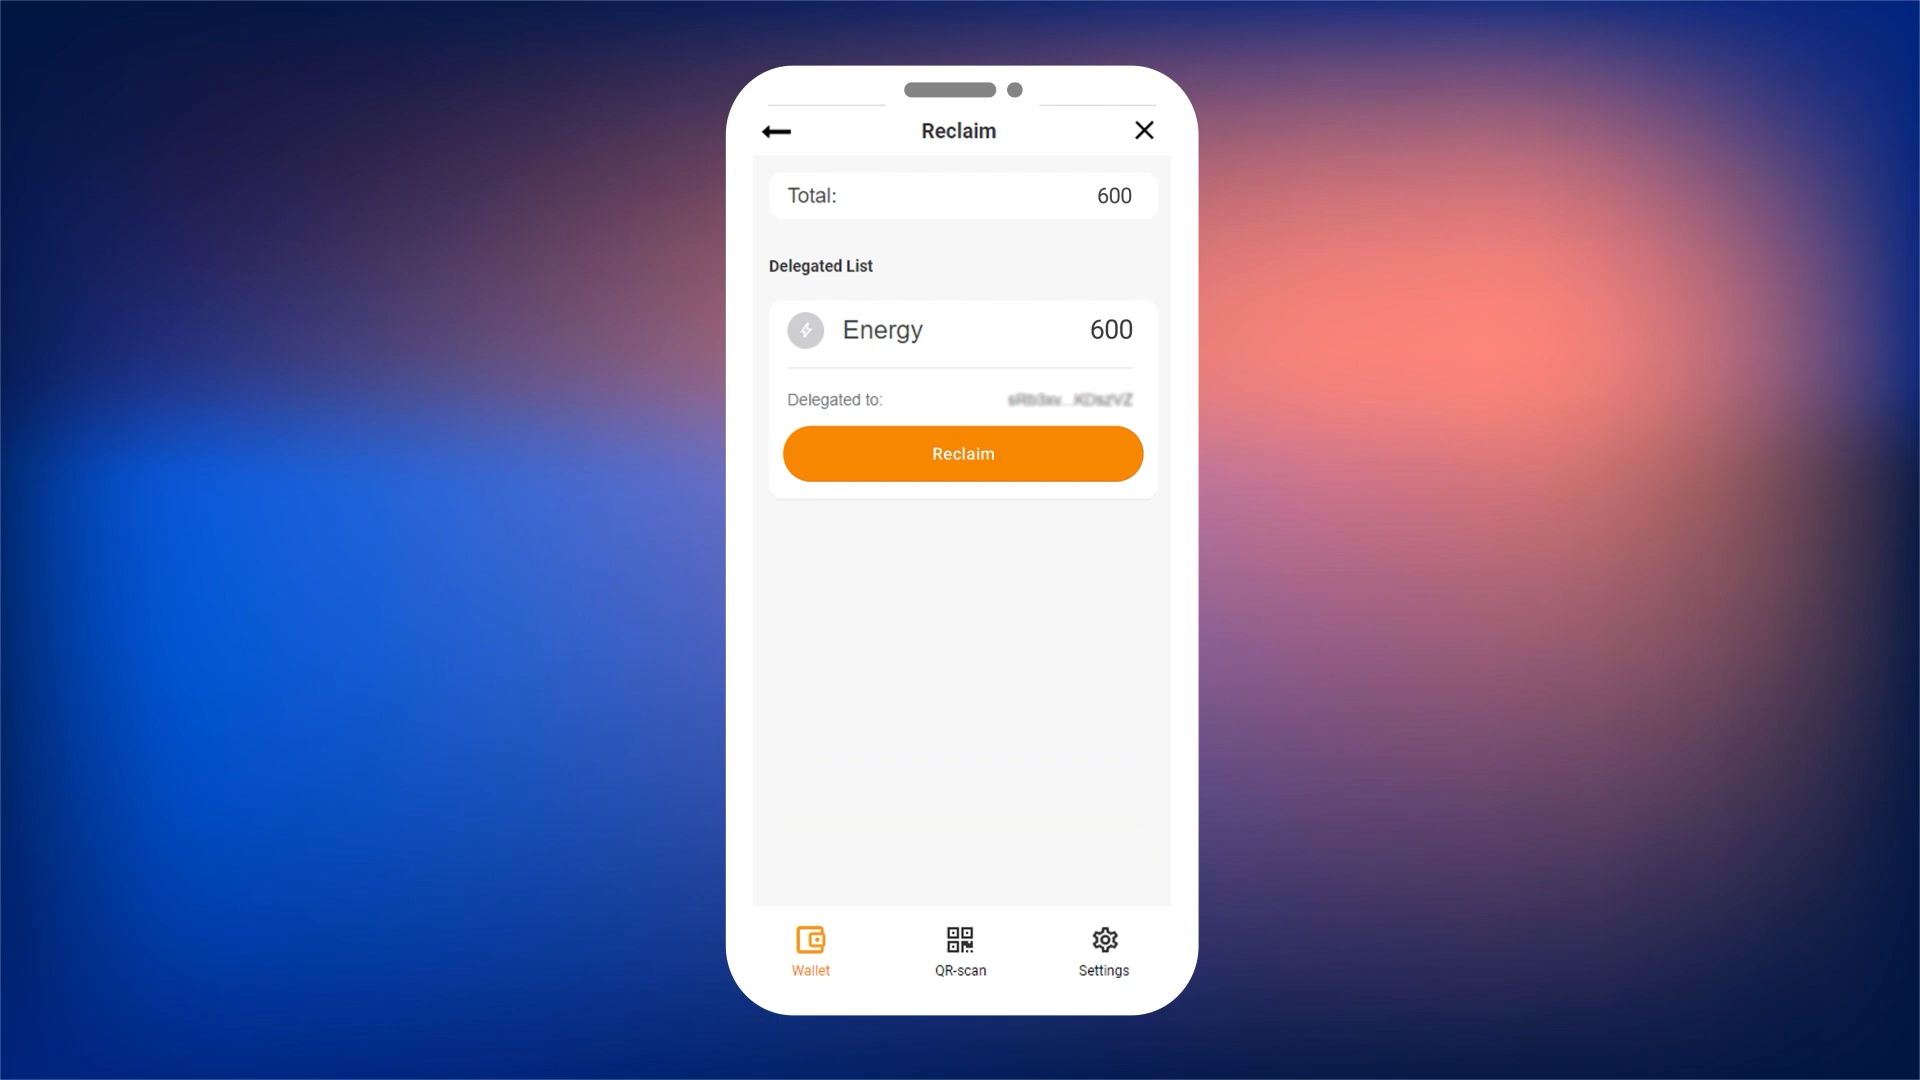 Reclaim
Total: 600
Delegated List
Energy 600
Delegated to:
Reclaim
Wallet QR-scan Settings